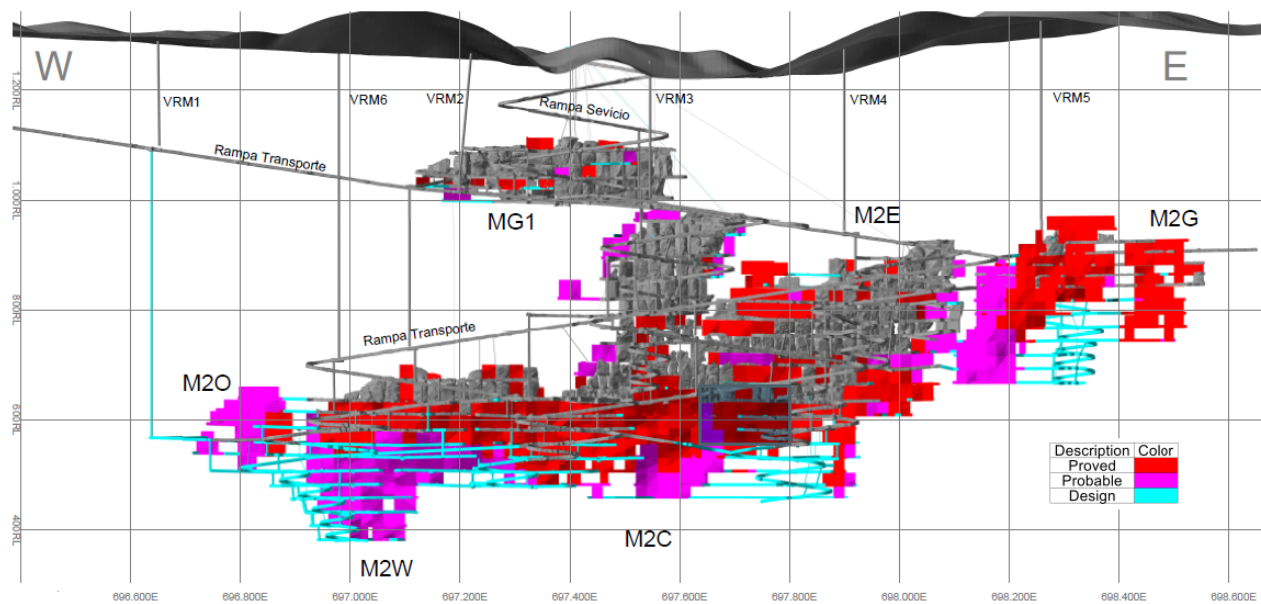 W
E
1.200RL
VRM1
VRM6
VRM2
VRM3
VRM4
VRM5
Rampa Sevicio
Rampa Transporte
1.000RL
MG1
M2E
M2G
800RL
Rampa Transporte
M2O
600RL
Description Color
Proved
Probable
Design
400RL
M2C
M2W
696.600E 696.800E 697.000E 697.200E 697.400E 697.600E 697.800E 698.000E 698.200E 698.400E 698.600E